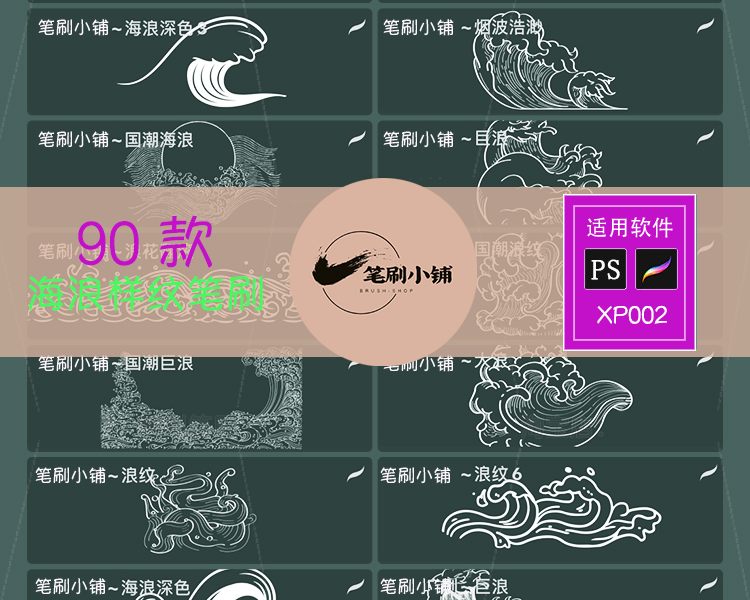 笔刷小铺~海浪深色 3
笔刷小铺~烟波浩渺
笔刷小铺~国潮海浪
笔刷小铺~巨浪
90 款
海浪样纹笔刷
笔刷小铺
BRUSH-SHOP
国潮浪纹
适用软件
PS
XP002
笔刷小铺~国潮巨浪
笔刷小铺~大浪
笔刷小铺~浪纹
笔刷小铺~浪纹 6
笔刷小铺~海浪深色
笔刷小铺~巨浪